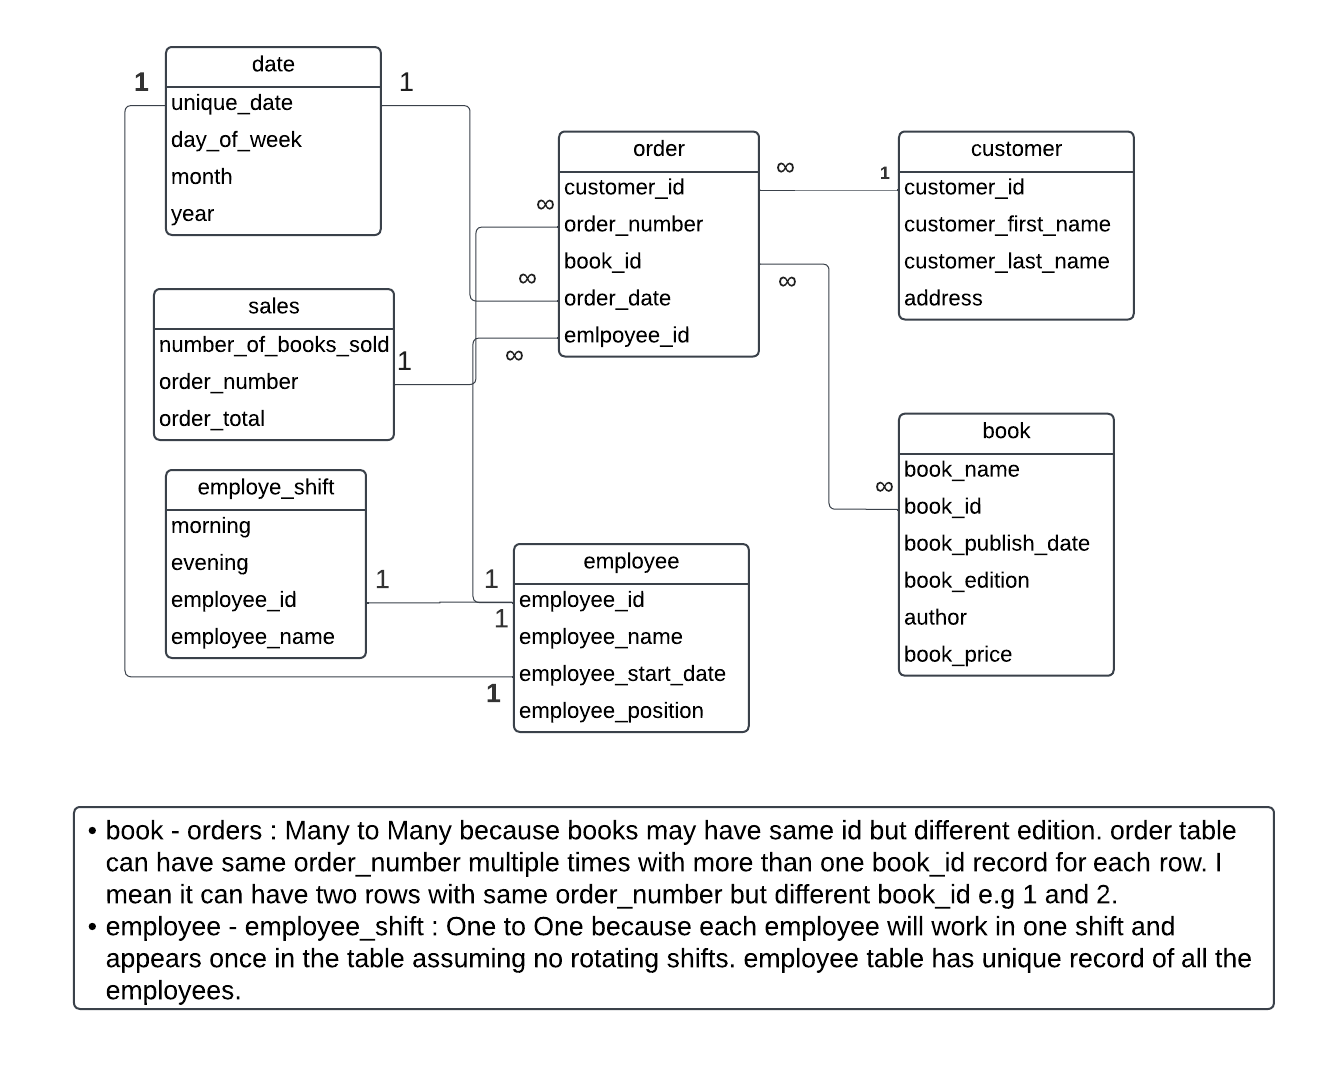 date
1
1
unique_date
day_of_week
month
year
order
customer_id
order_number
book_id
order_date
emlpoyee_id
∞
∞
∞
∞
∞
customer
1
customer_id
customer_first_name
customer_last_name
address
sales
number_of_books_sold
order_number
order_total
1
book
∞
book_name
book_id
book_publish_date
book_edition
author
book_price
employe_shift
morning
evening
employee_id
employee_name
1
employee
1
1
1
employee_id
employee_name
employee_start_date
employee_position
• book - orders : Many to Many because books may have same id but different edition. order table
can have same order_number multiple times with more than one book_id record for each row. I
mean it can have two rows with same order_number but different book_id e.g 1 and 2.
• employee - employee_shift : One to One because each employee will work in one shift and
appears once in the table assuming no rotating shifts. employee table has unique record of all the
employees.